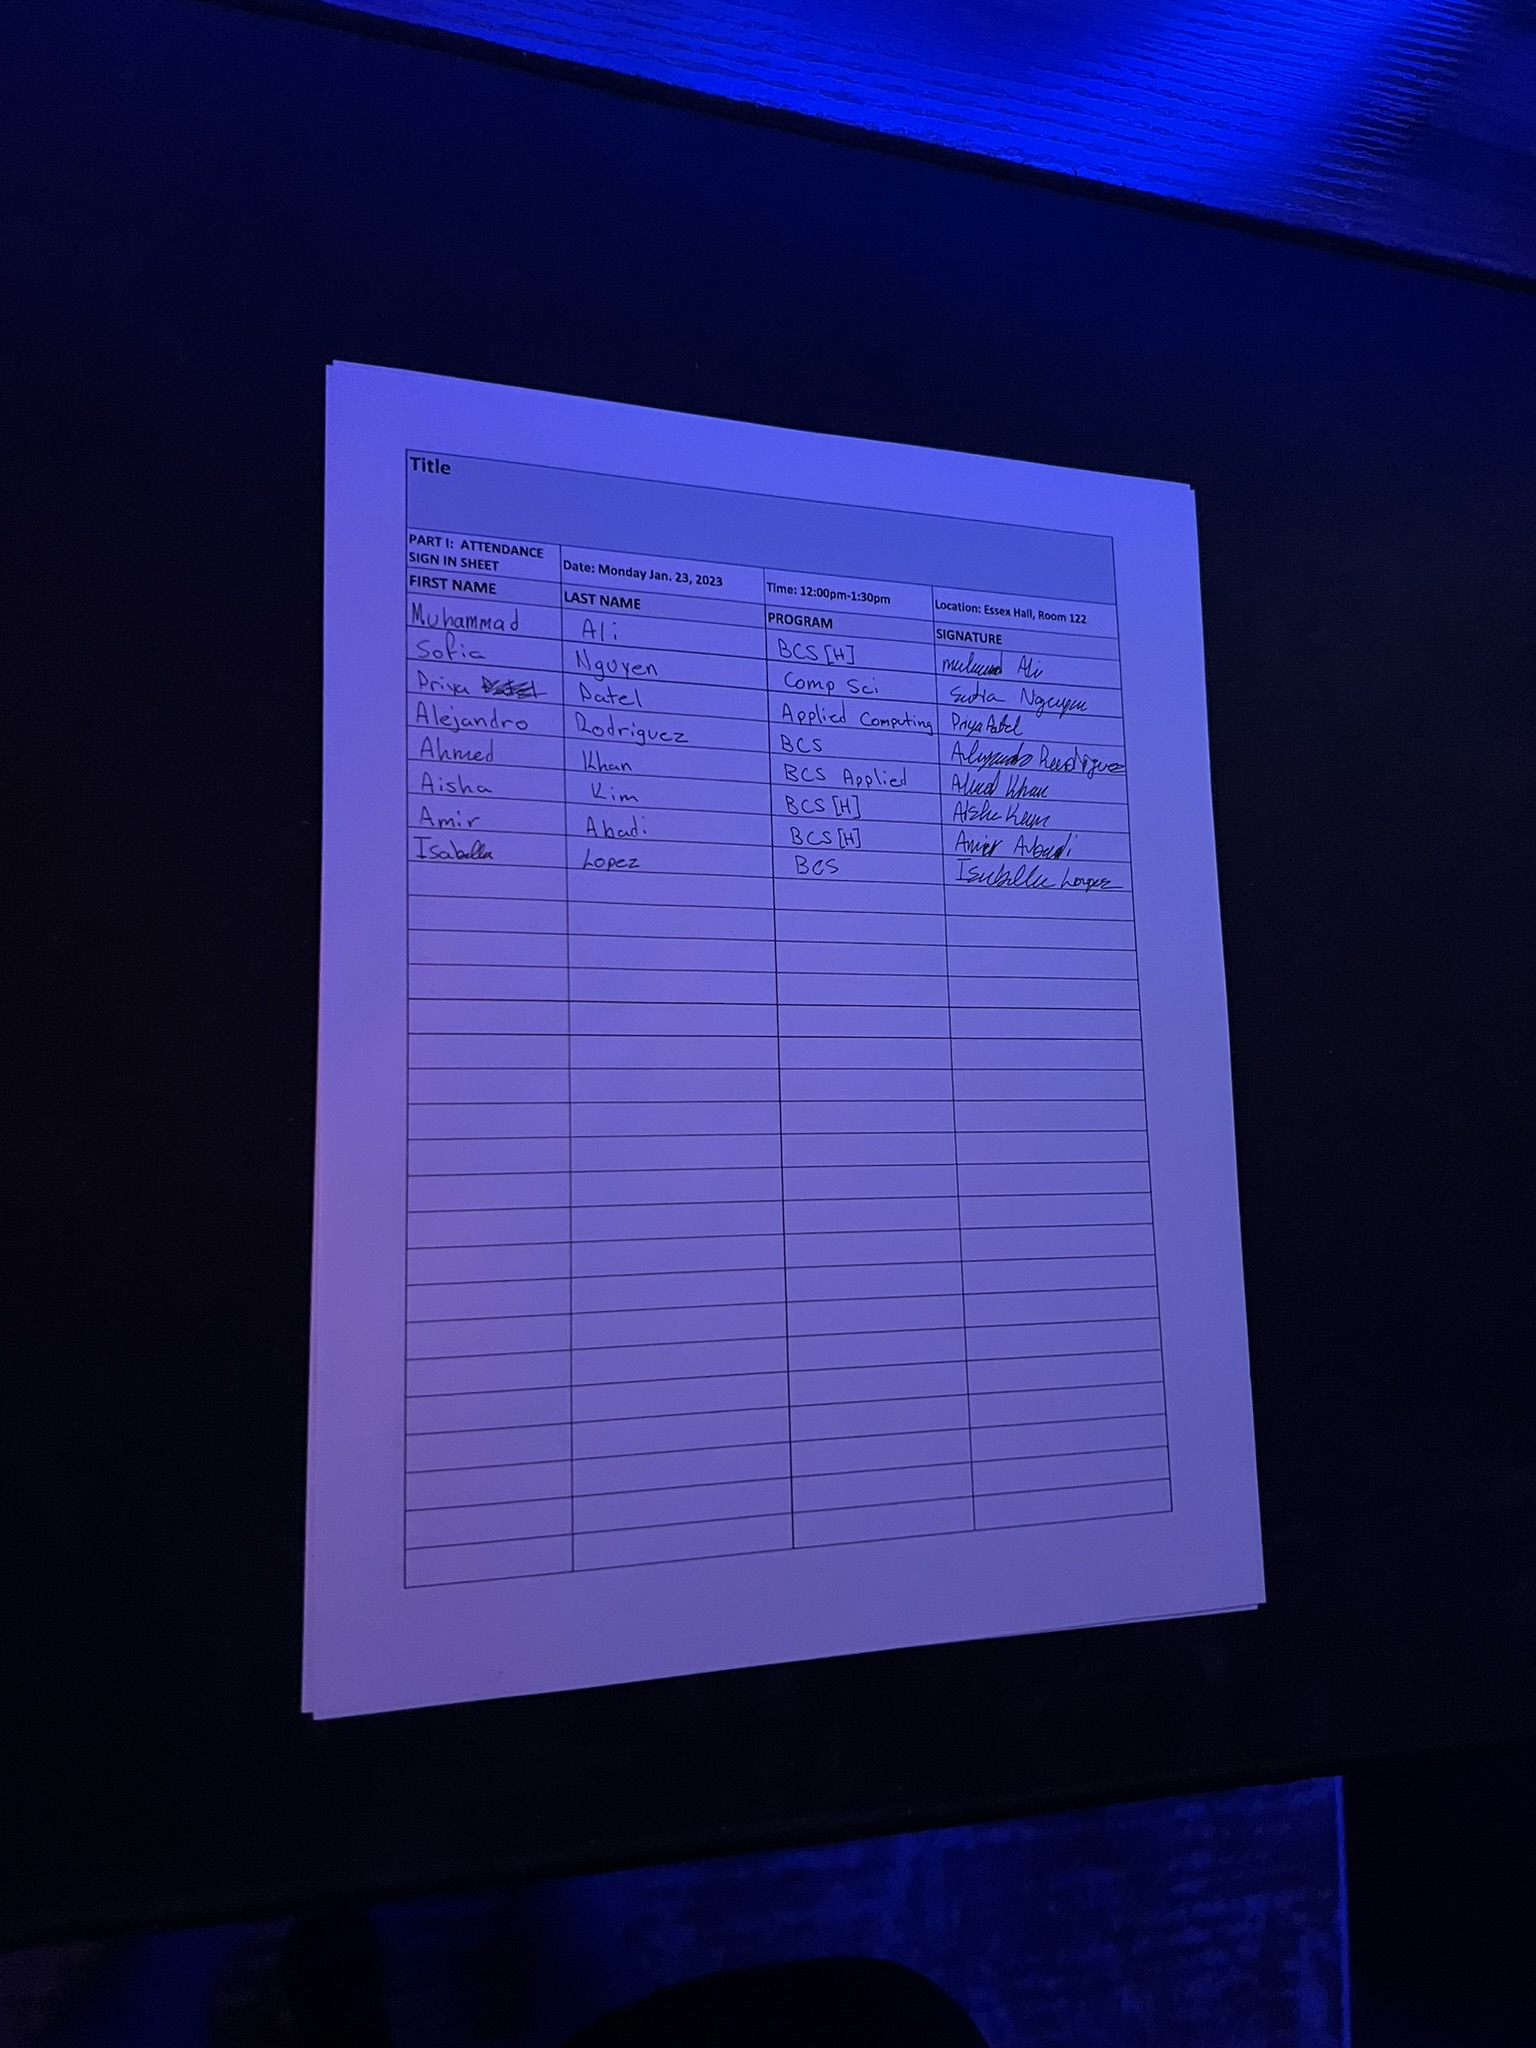 Title
PART I: ATTENDANCE SIGN IN SHEET Date: Monday Jan. 23, 2023 Time: 12:00pm-1:30pm Location: Essex Hall, Room 122
FIRST NAME LAST NAME PROGRAM SIGNATURE
Muhammad Ali BCS [H] Ali
Sofia Nguyen Comp Sci Sofia Nguyen
Priya Patel Applied Computing Priya Patel
Alejandro Rodriguez BCS Alejandro Rodriguez
Ahmed Khan BCS Applied Ahmed Khan
Aisha Kim BCS [H] Aisha Kim
Amir Abadi BCS [H] Amir Abadi
Isabella Lopez BCS Isabella Lopez